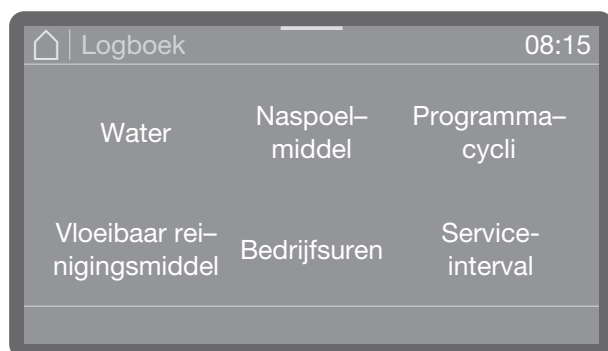 Logboek 08:15
Water
Naspoel–
middel
Programma–
cycli
Vloeibaar rei–
nigingsmiddel
Bedrijfsuren
Service-
interval